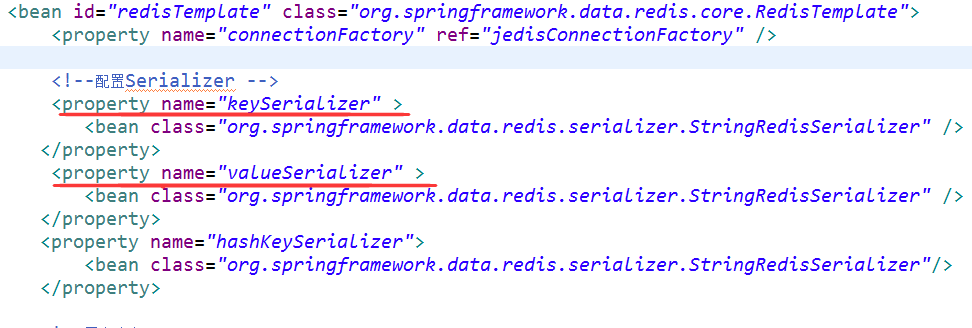 <bean id="redisTemplate" class="org.springframework.data.redis.core.RedisTemplate">
<property name="connectionFactory" ref="jedisConnectionFactory" />
<!--配置Serializer -->
<property name="keySerializer" >
<bean class="org.springframework.data.redis.serializer.StringRedisSerializer" />
</property>
<property name="valueSerializer" >
<bean class="org.springframework.data.redis.serializer.StringRedisSerializer" />
</property>
<property name="hashKeySerializer">
<bean class="org.springframework.data.redis.serializer.StringRedisSerializer"/>
</property>